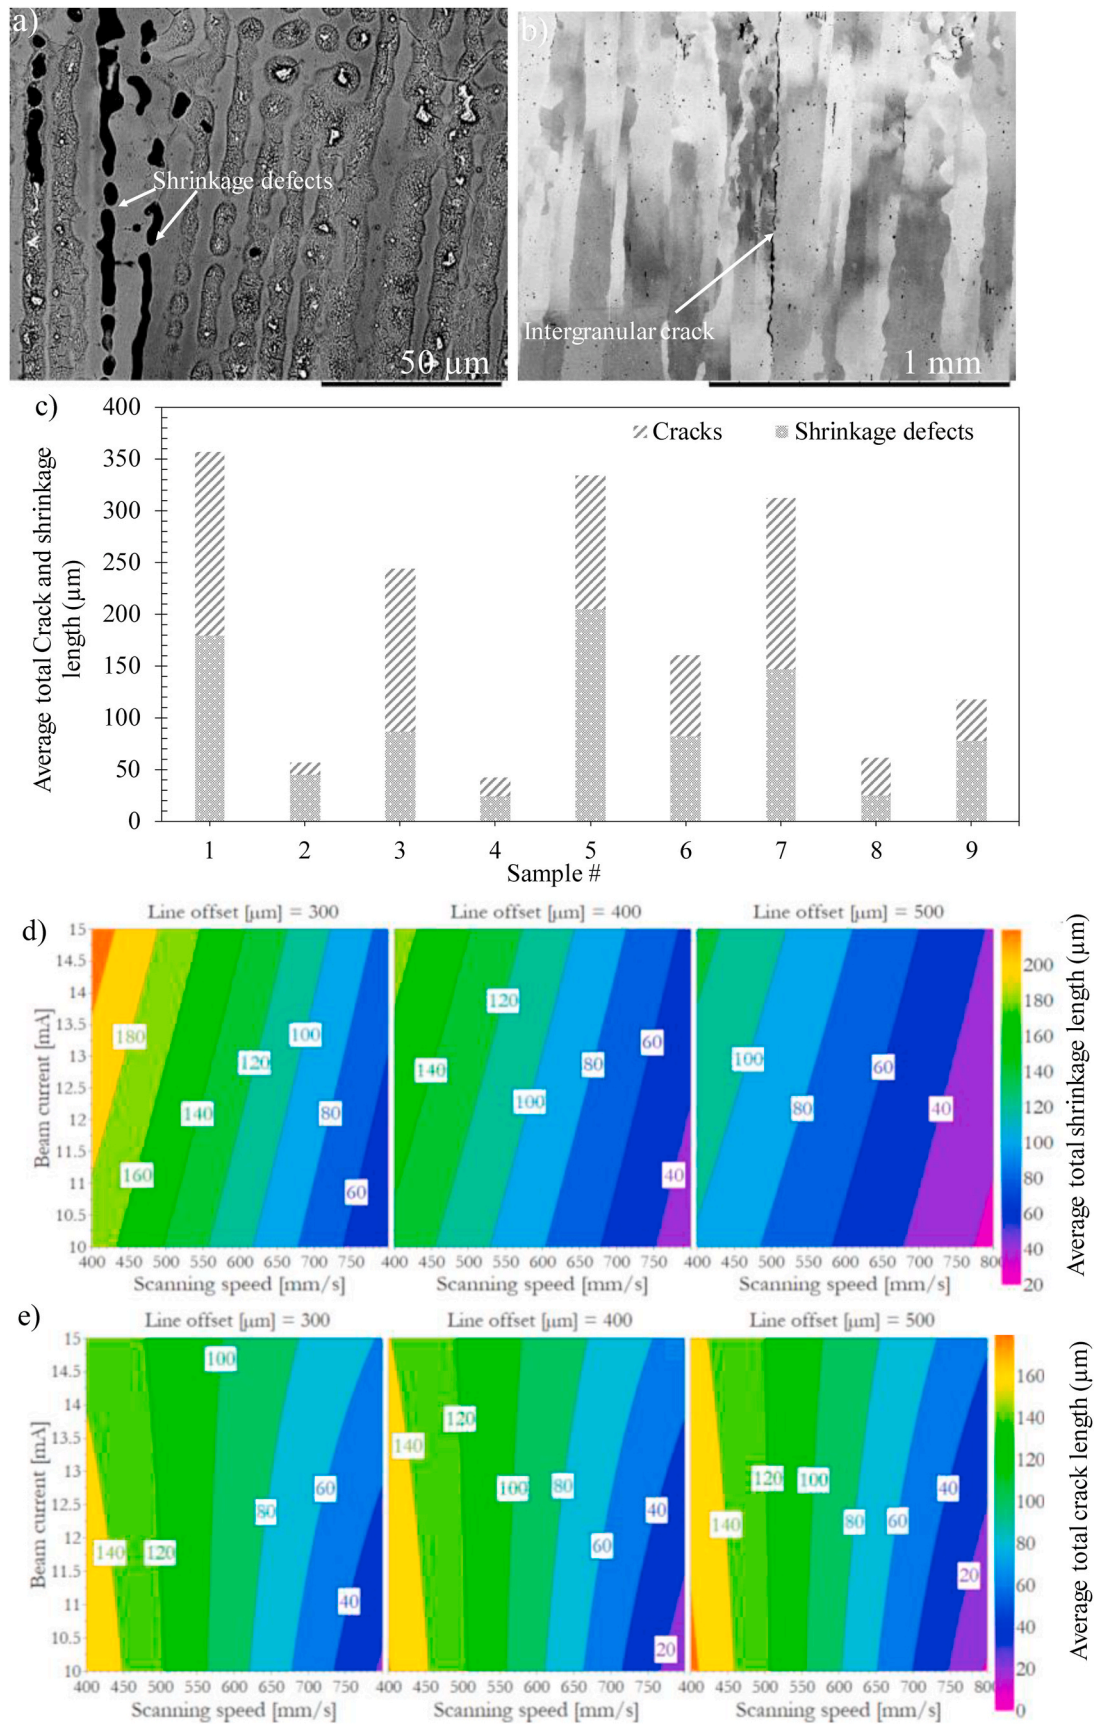 a)
Shrinkage defects
50 µm
b)
Intergranular crack
1 mm
c)
Average total Crack and shrinkage
length (µm)
400
350
300
250
200
150
100
50
0
Cracks
Shrinkage defects
1 2 3 4 5 6 7 8 9
Sample #
d)
Line offset [µm] = 300
Line offset [µm] = 400
Line offset [µm] = 500
Beam current [mA]
15
14.5
14
13.5
13
12.5
12
11.5
11
10.5
10
180
160
140
120
100
80
60
140
120
100
80
60
40
100
80
60
40
400 450 500 550 600 650 700 750
400 450 500 550 600 650 700 750
400 450 500 550 600 650 700 750 800
Scanning speed [mm/s]
Scanning speed [mm/s]
Scanning speed [mm/s]
200
180
160
140
120
100
80
60
40
20
Average total shrinkage length (µm)
e)
Line offset [µm] = 300
Line offset [µm] = 400
Line offset [µm] = 500
Beam current [mA]
15
14.5
14
13.5
13
12.5
12
11.5
11
10.5
10
140
120
100
80
60
40
140
120
100
80
60
40
20
140
120
100
80
60
40
20
400 450 500 550 600 650 700 750
400 450 500 550 600 650 700 750
400 450 500 550 600 650 700 750 800
Scanning speed [mm/s]
Scanning speed [mm/s]
Scanning speed [mm/s]
160
140
120
100
80
60
40
20
0
Average total crack length (µm)